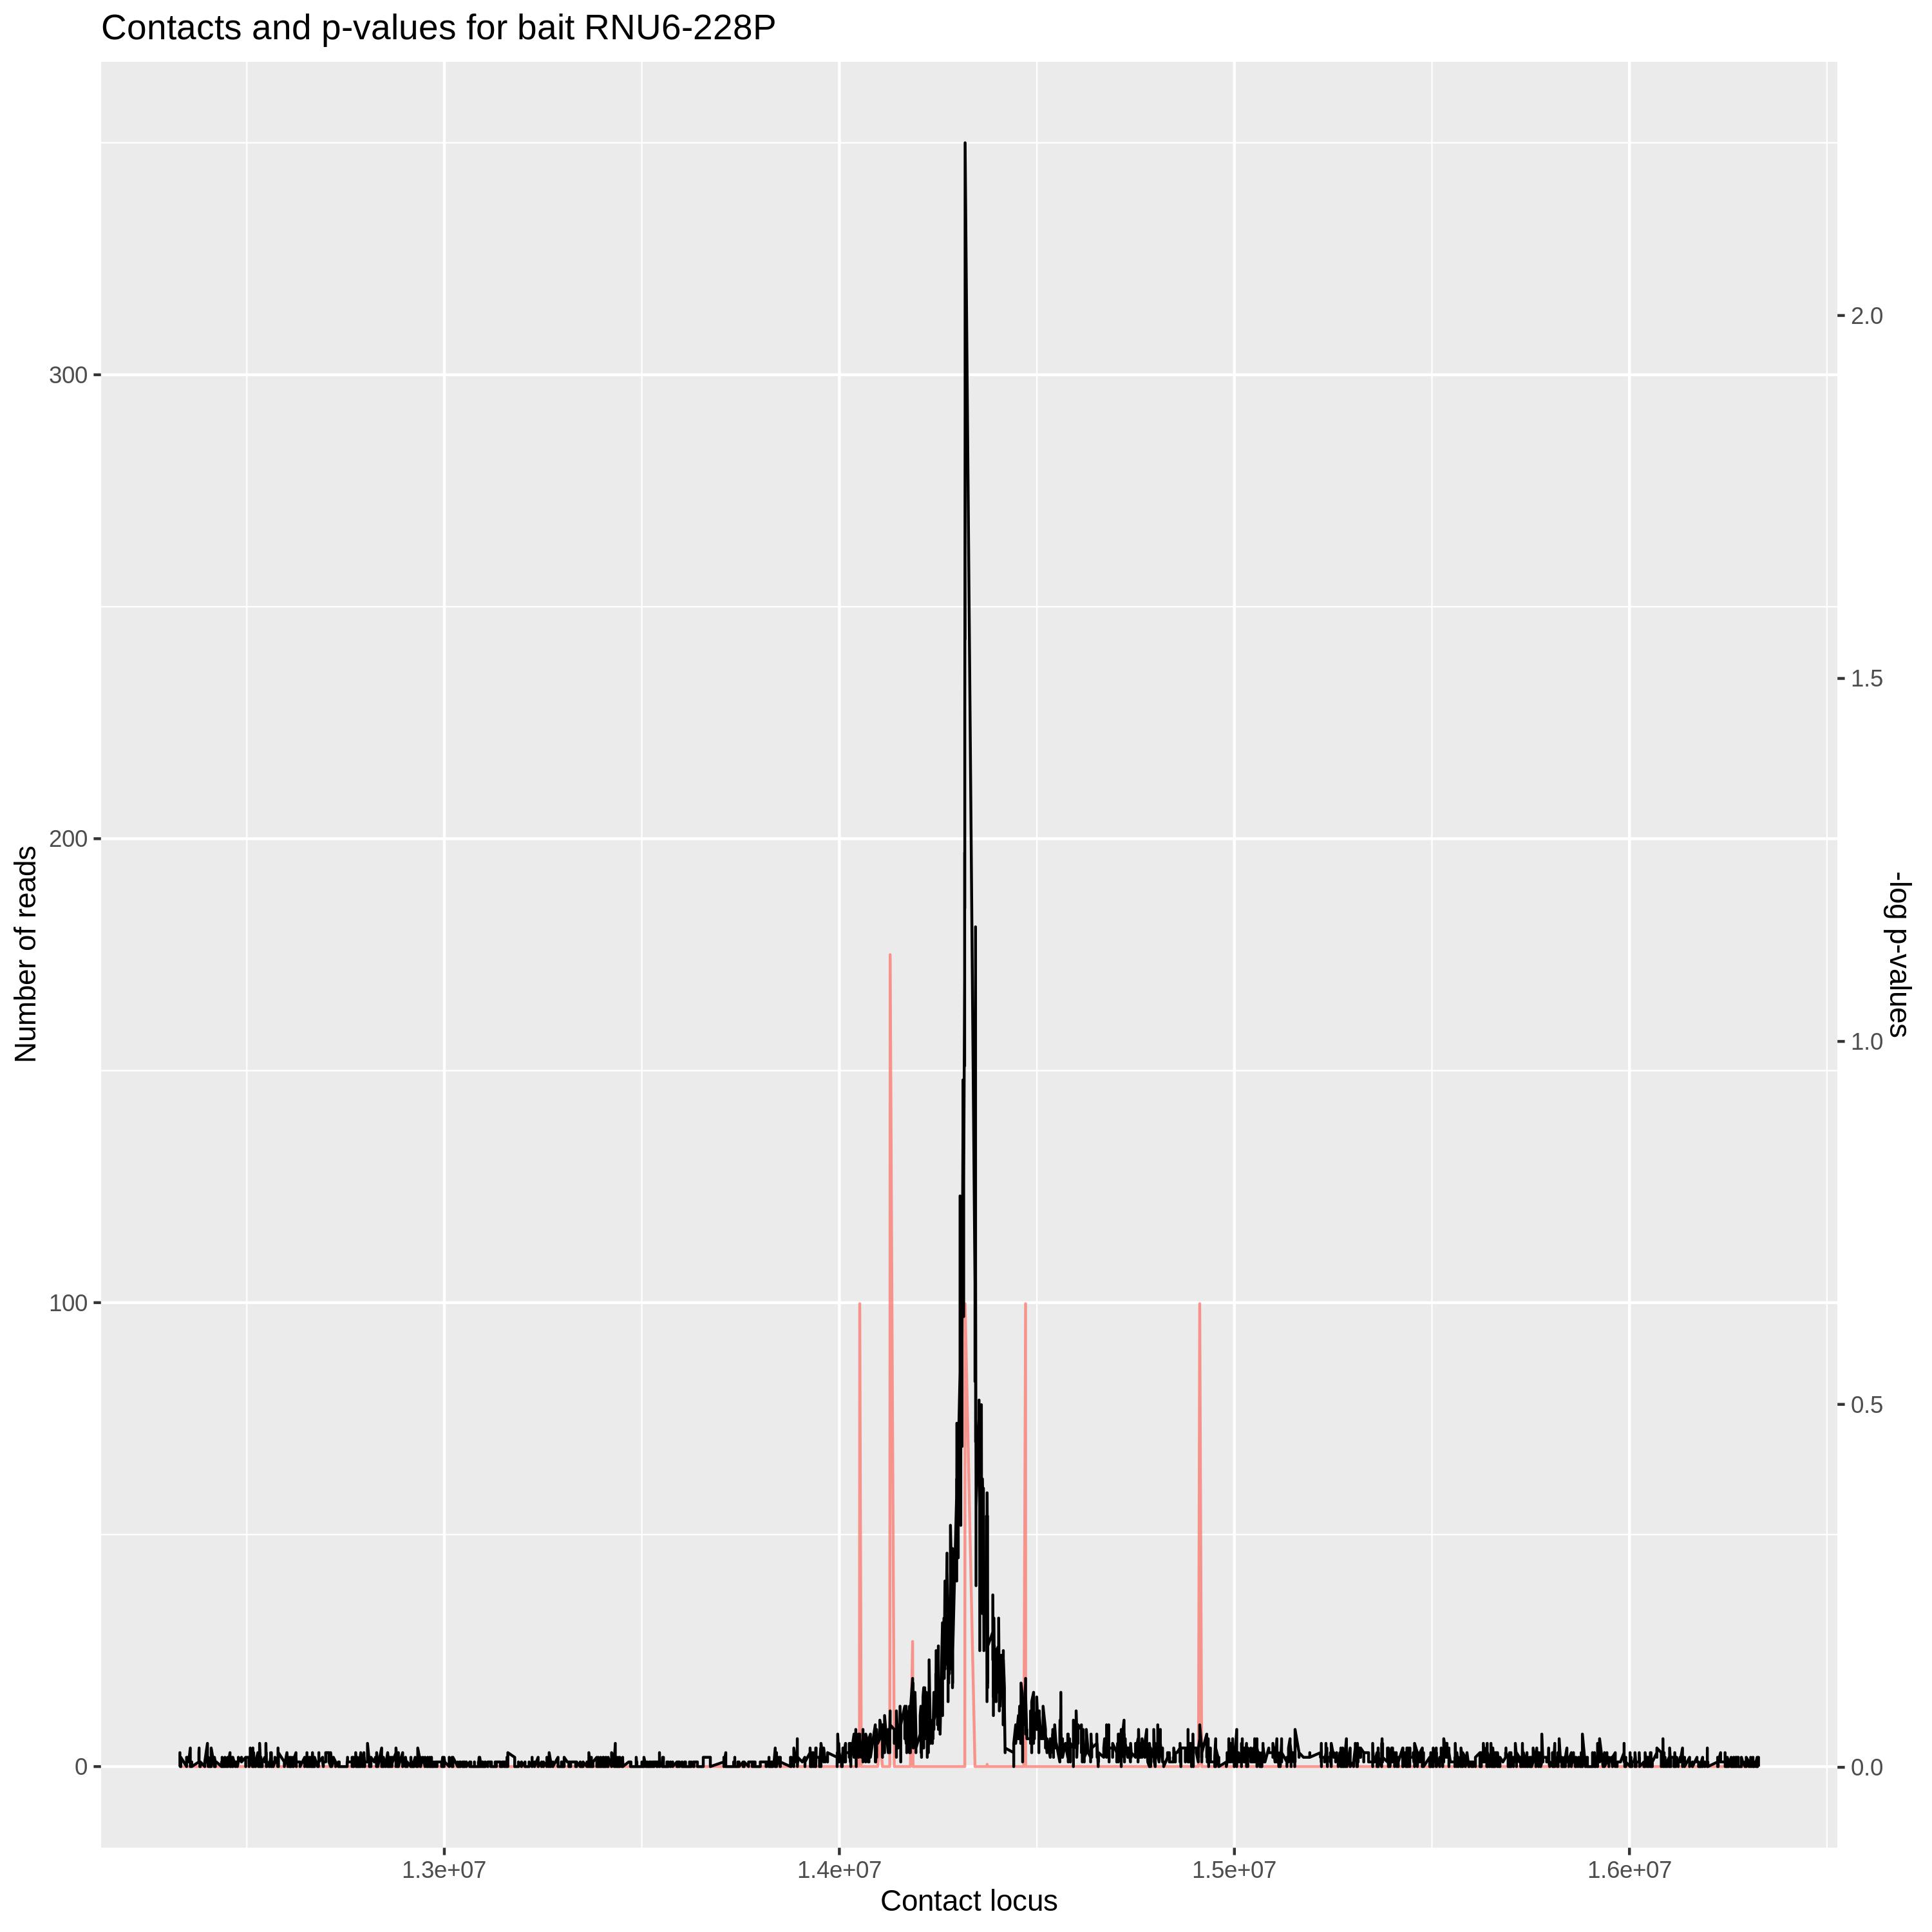 Contacts and p-values for bait RNU6-228P
300
200
100
0
Number of reads
2.0
1.5
1.0
0.5
0.0
-log p-values
1.3e+07
1.4e+07
1.5e+07
1.6e+07
Contact locus